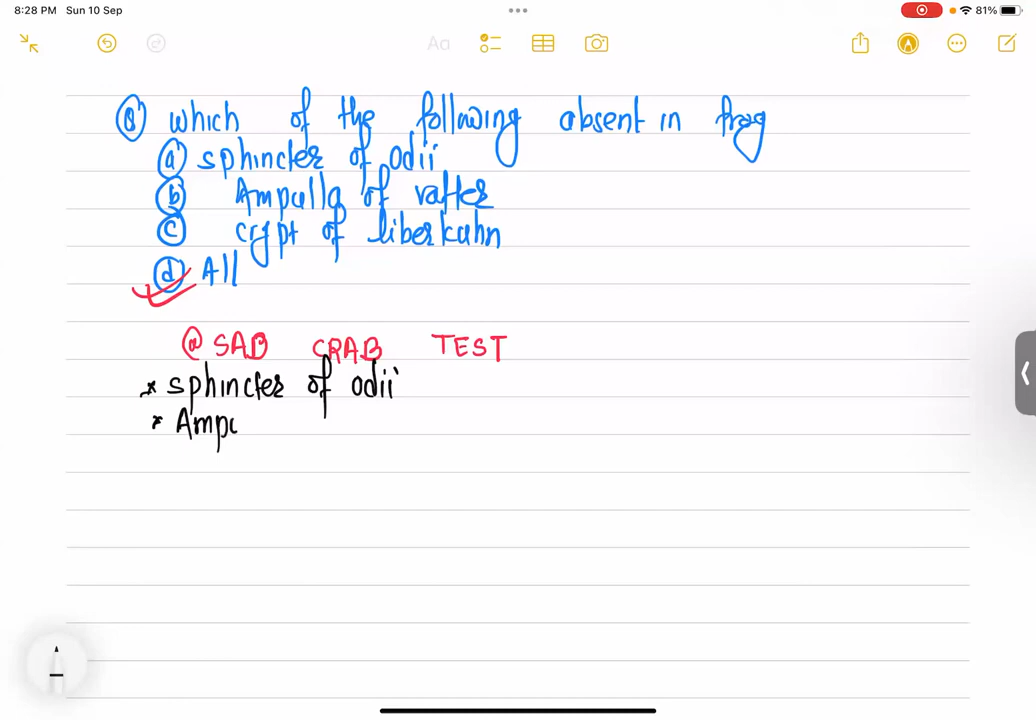 8:28 PM Sun 10 Sep
81%
Aa
Q which of the following absent in frog
a sphincter of odii
b Ampulla of vafter
c crypt of liberkuhn
d All
@ SAD CRAB TEST
* sphincter of odii
* Ampu